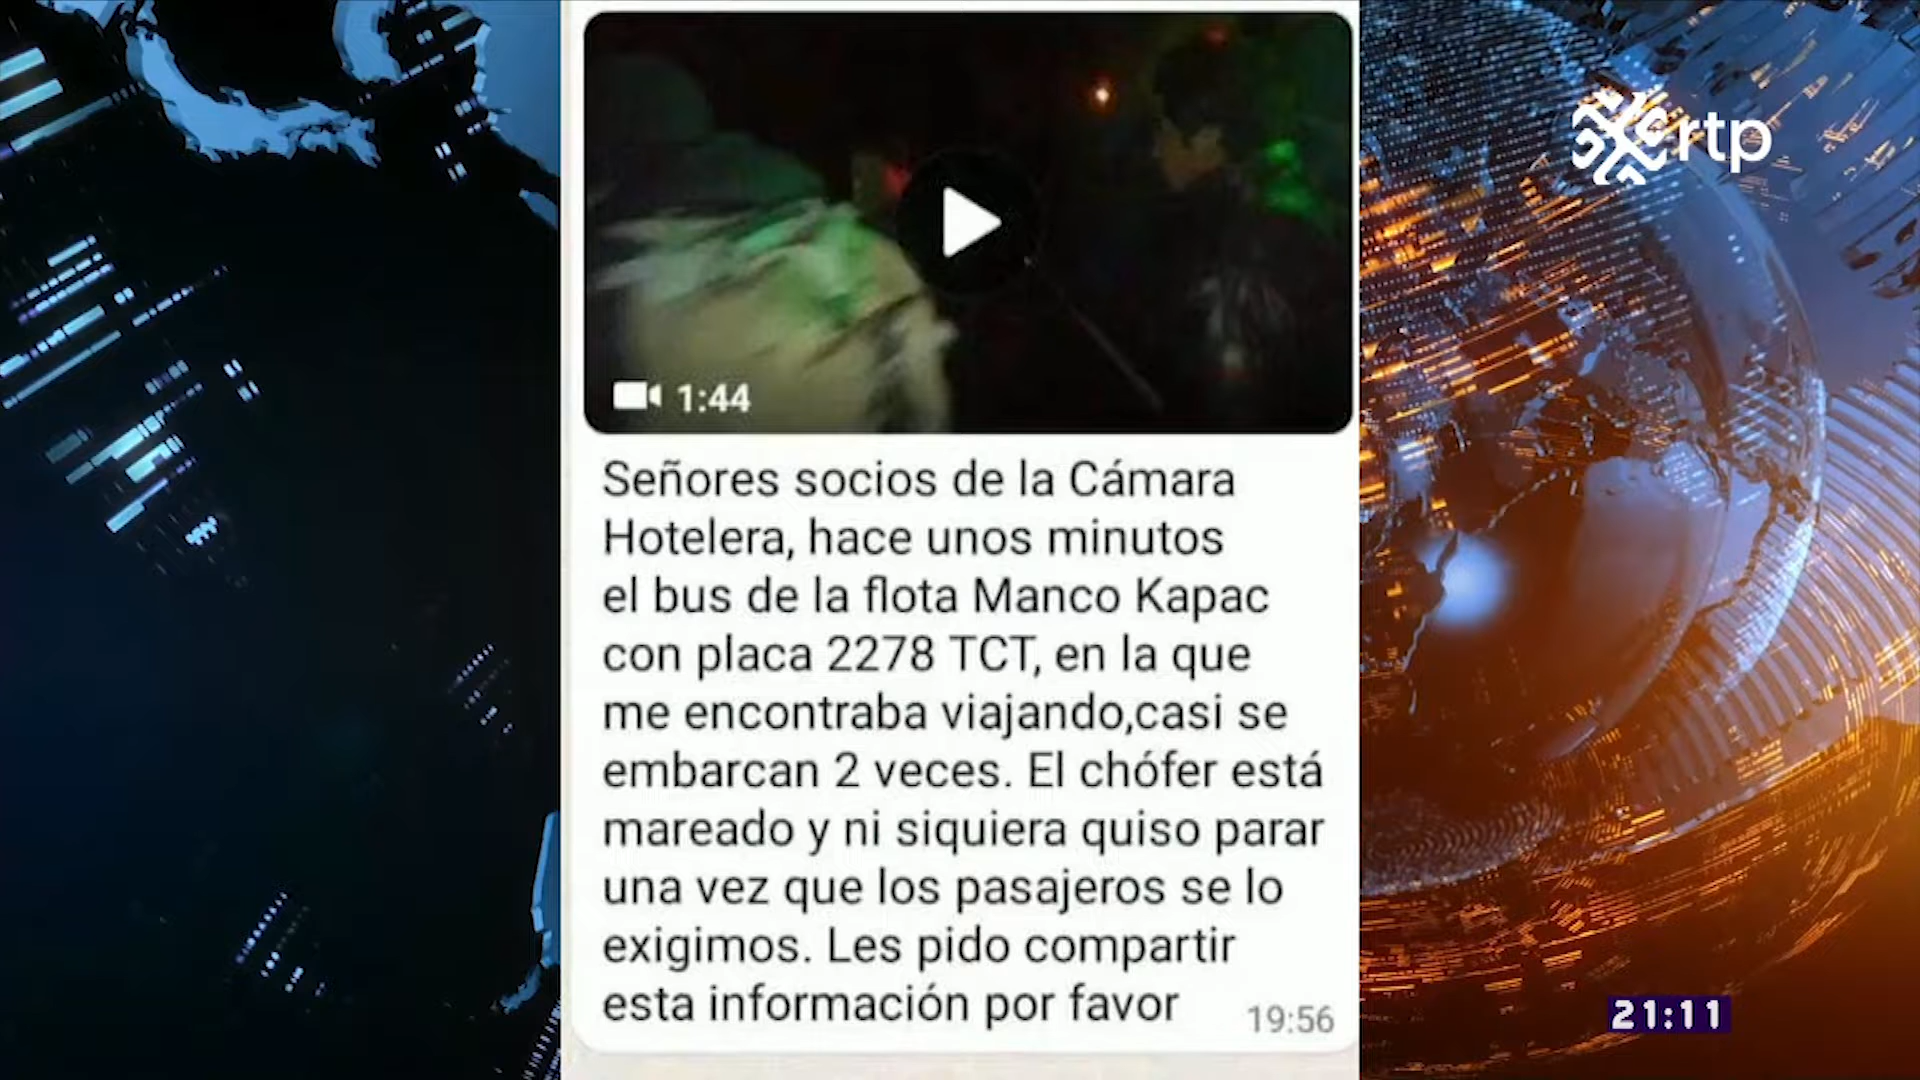 rtp
1:44
Señores socios de la Cámara
Hotelera, hace unos minutos
el bus de la flota Manco Kapac
con placa 2278 TCT, en la que
me encontraba viajando,casi se
embarcan 2 veces. El chófer está
mareado y ni siquiera quiso parar
una vez que los pasajeros se lo
exigimos. Les pido compartir
esta información por favor
19:56
21:11